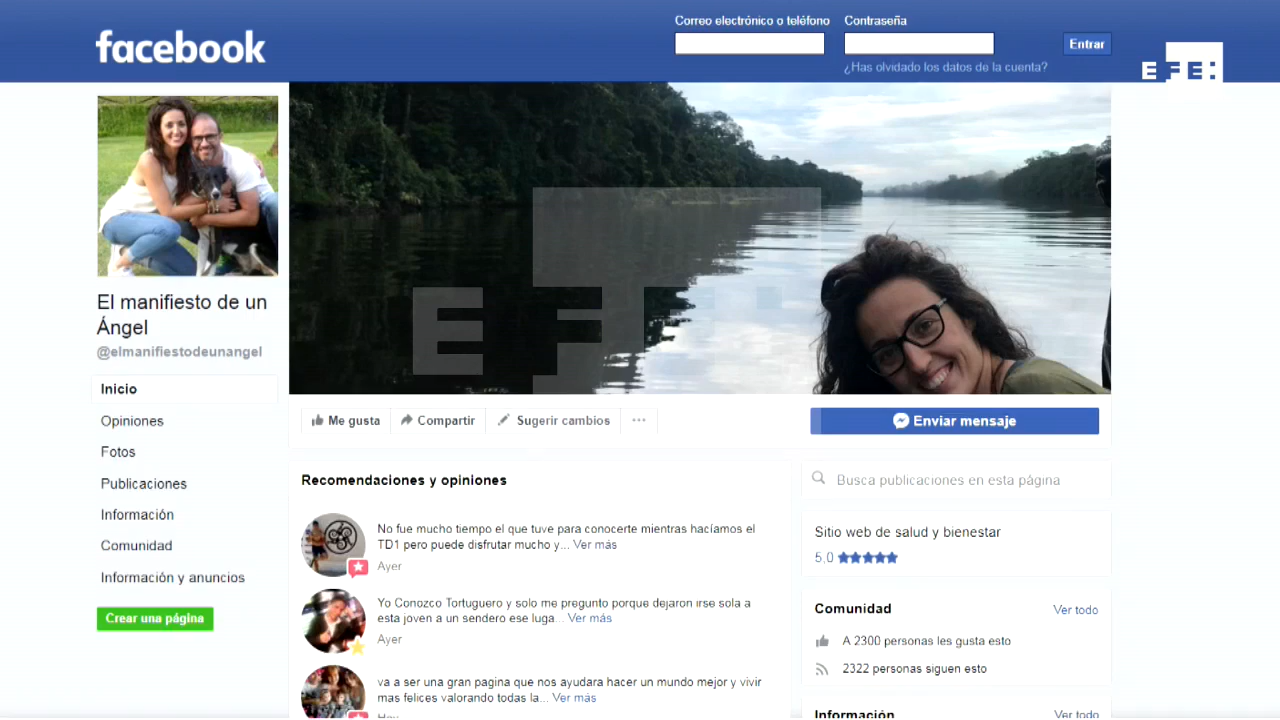 facebook
Correo electrónico o teléfono
Contraseña
Entrar
¿Has olvidado los datos de la cuenta?
EFE:
El manifiesto de un
Ángel
@elmanifiestodeunangel
Inicio
Opiniones
Fotos
Publicaciones
Información
Comunidad
Información y anuncios
Crear una página
EFE:
Me gusta
Compartir
Sugerir cambios
...
Enviar mensaje
Recomendaciones y opiniones
No fue mucho tiempo el que tuve para conocerte mientras hacíamos el
TD1 pero puede disfrutar mucho y... Ver más
Ayer
Yo Conozco Tortuguero y solo me pregunto porque dejaron irse sola a
esta joven a un sendero ese luga... Ver más
Ayer
va a ser una gran pagina que nos ayudara hacer un mundo mejor y vivir
mas felices valorando todas la... Ver más
Hoy
Busca publicaciones en esta página
Sitio web de salud y bienestar
5,0
Comunidad
Ver todo
A 2300 personas les gusta esto
2322 personas siguen esto
Información
Ver todo